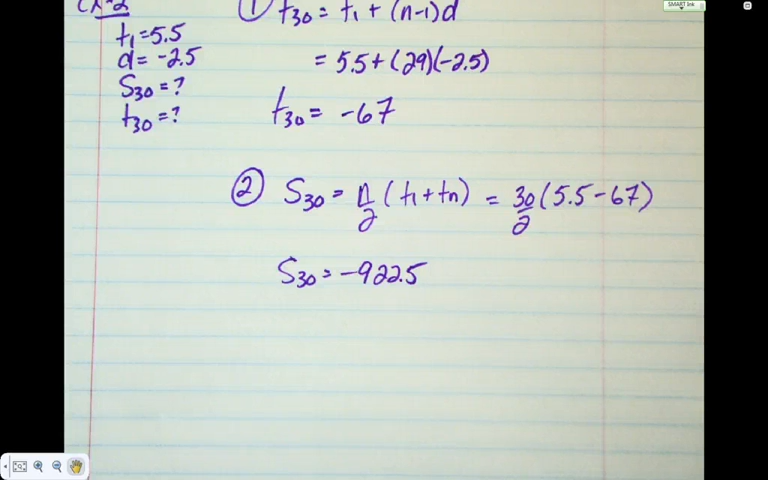 Ex 2
① t30 = t1 + (n-1)d
t1 = 5.5
d = -2.5
= 5.5 + (29)(-2.5)
S30 = ?
t30 = ?
t30 = -67
② S30 = n/2 (t1 + tn) = 30/2 (5.5 - 67)
S30 = -922.5
SMART Ink